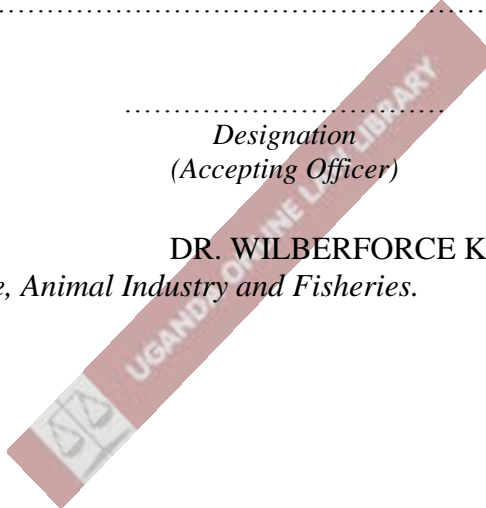 ................................................................
..........................................
Designation
(Accepting Officer)
DR. WILBERFORCE K
e, Animal Industry and Fisheries.
UGANDA ONLINE LAW LIBRARY